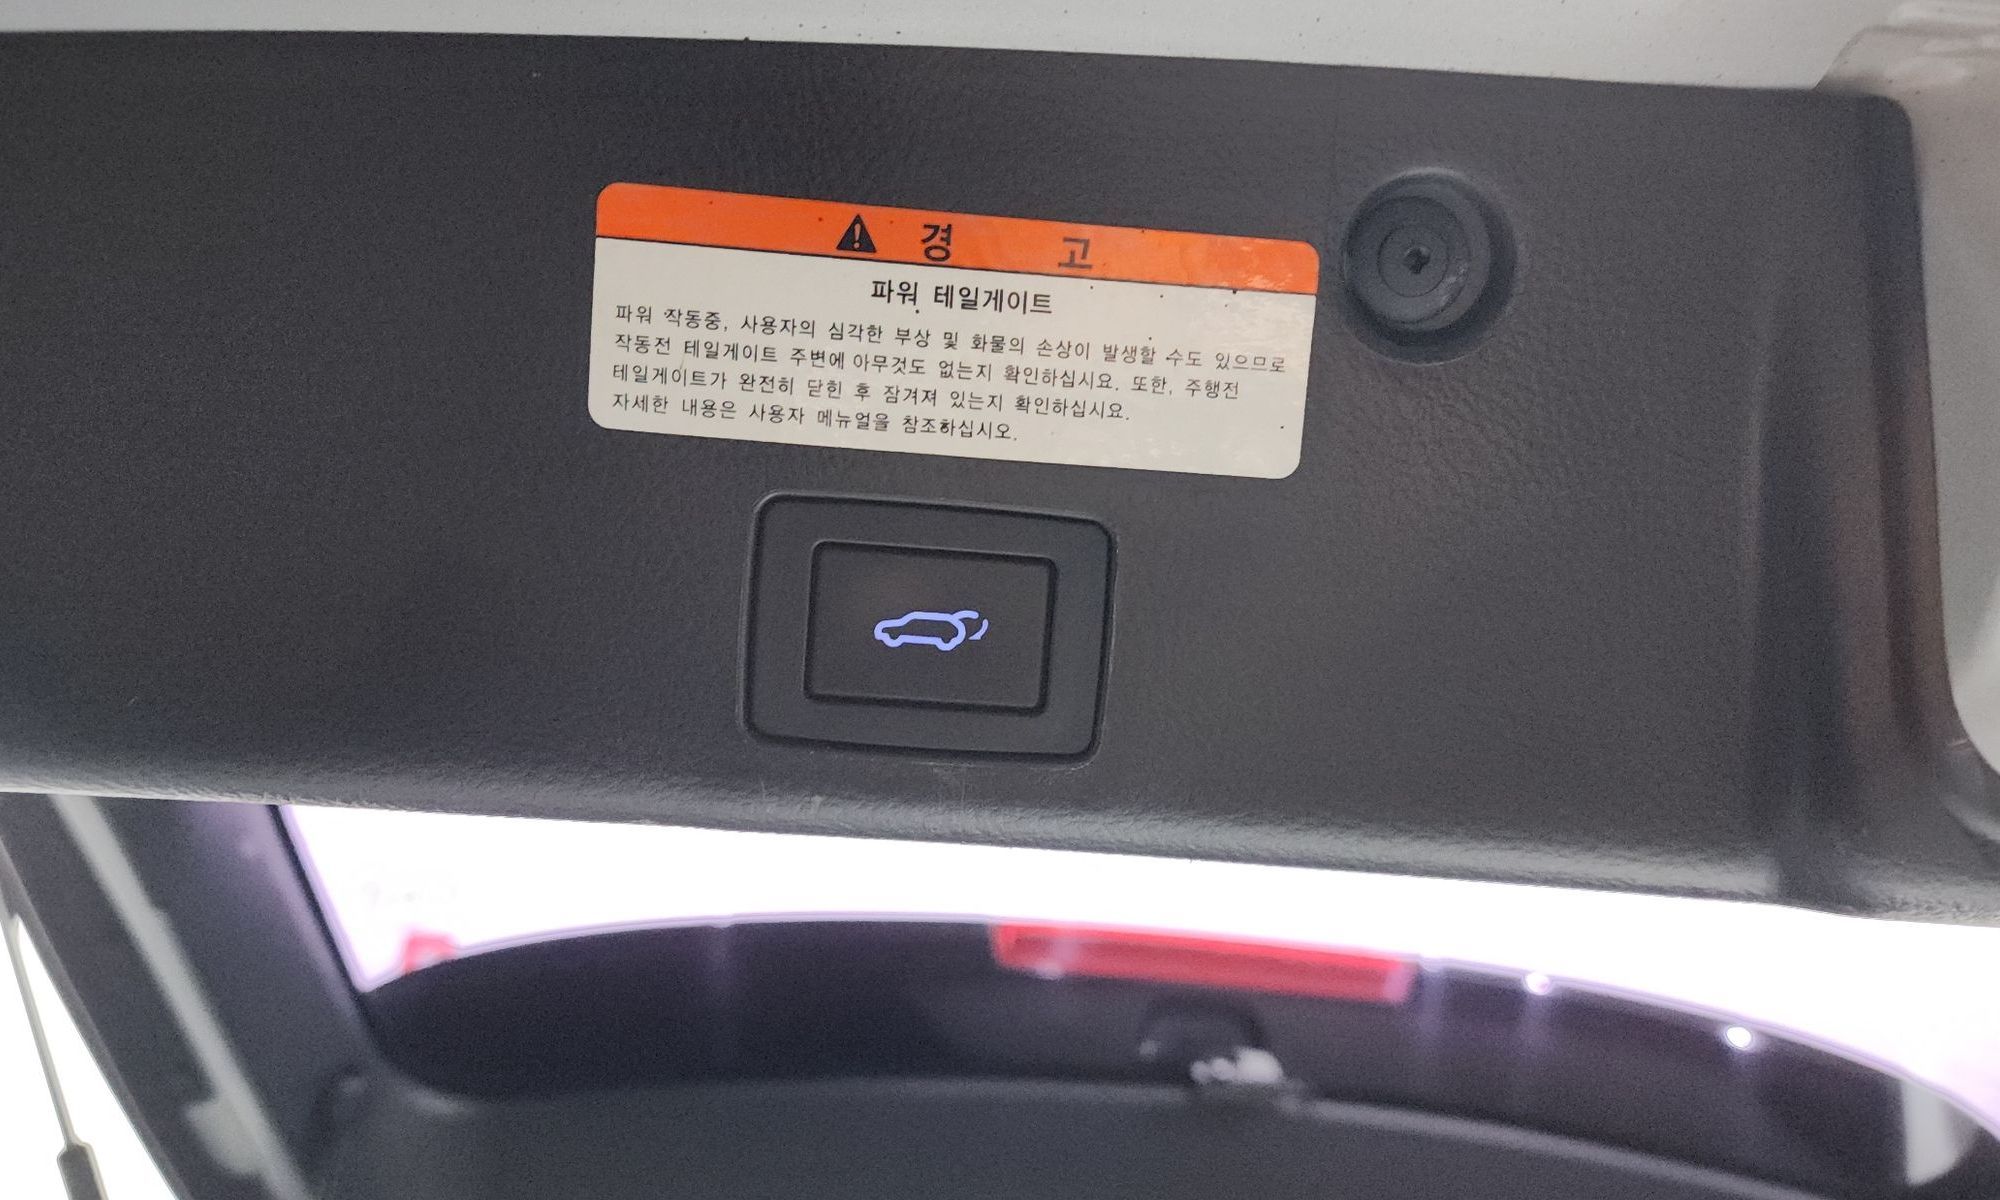 경 고
파워 테일게이트
파워 작동중, 사용자의 심각한 부상 및 화물의 손상이 발생할 수도 있으므로
작동전 테일게이트 주변에 아무것도 없는지 확인하십시요. 또한, 주행전
테일게이트가 완전히 닫힌 후 잠겨져 있는지 확인하십시요.
자세한 내용은 사용자 메뉴얼을 참조하십시오.